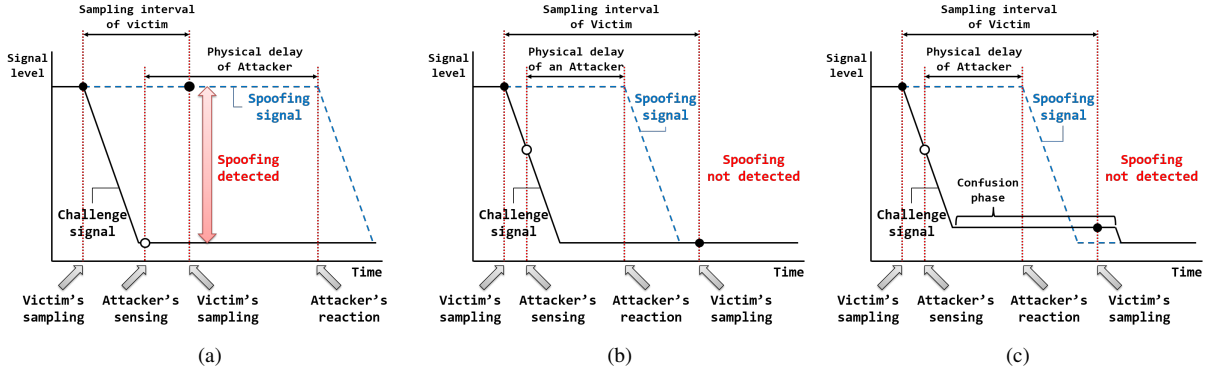 Sampling interval
of victim
Signal
level
Physical delay
of Attacker
Spoofing
signal
Spoofing
detected
Challenge
signal
Time
Victim's
sampling
Attacker's
sensing
Victim's
sampling
Attacker's
reaction
(a)
Sampling interval
of Victim
Signal
level
Physical delay
of an Attacker
Spoofing
signal
Spoofing
not detected
Challenge
signal
Time
Victim's
sampling
Attacker's
sensing
Attacker's
reaction
Victim's
sampling
(b)
Sampling interval
of Victim
Signal
level
Physical delay
of Attacker
Spoofing
signal
Spoofing
not detected
Confusion
phase
Challenge
signal
Time
Victim's
sampling
Attacker's
sensing
Attacker's
reaction
Victim's
sampling
(c)